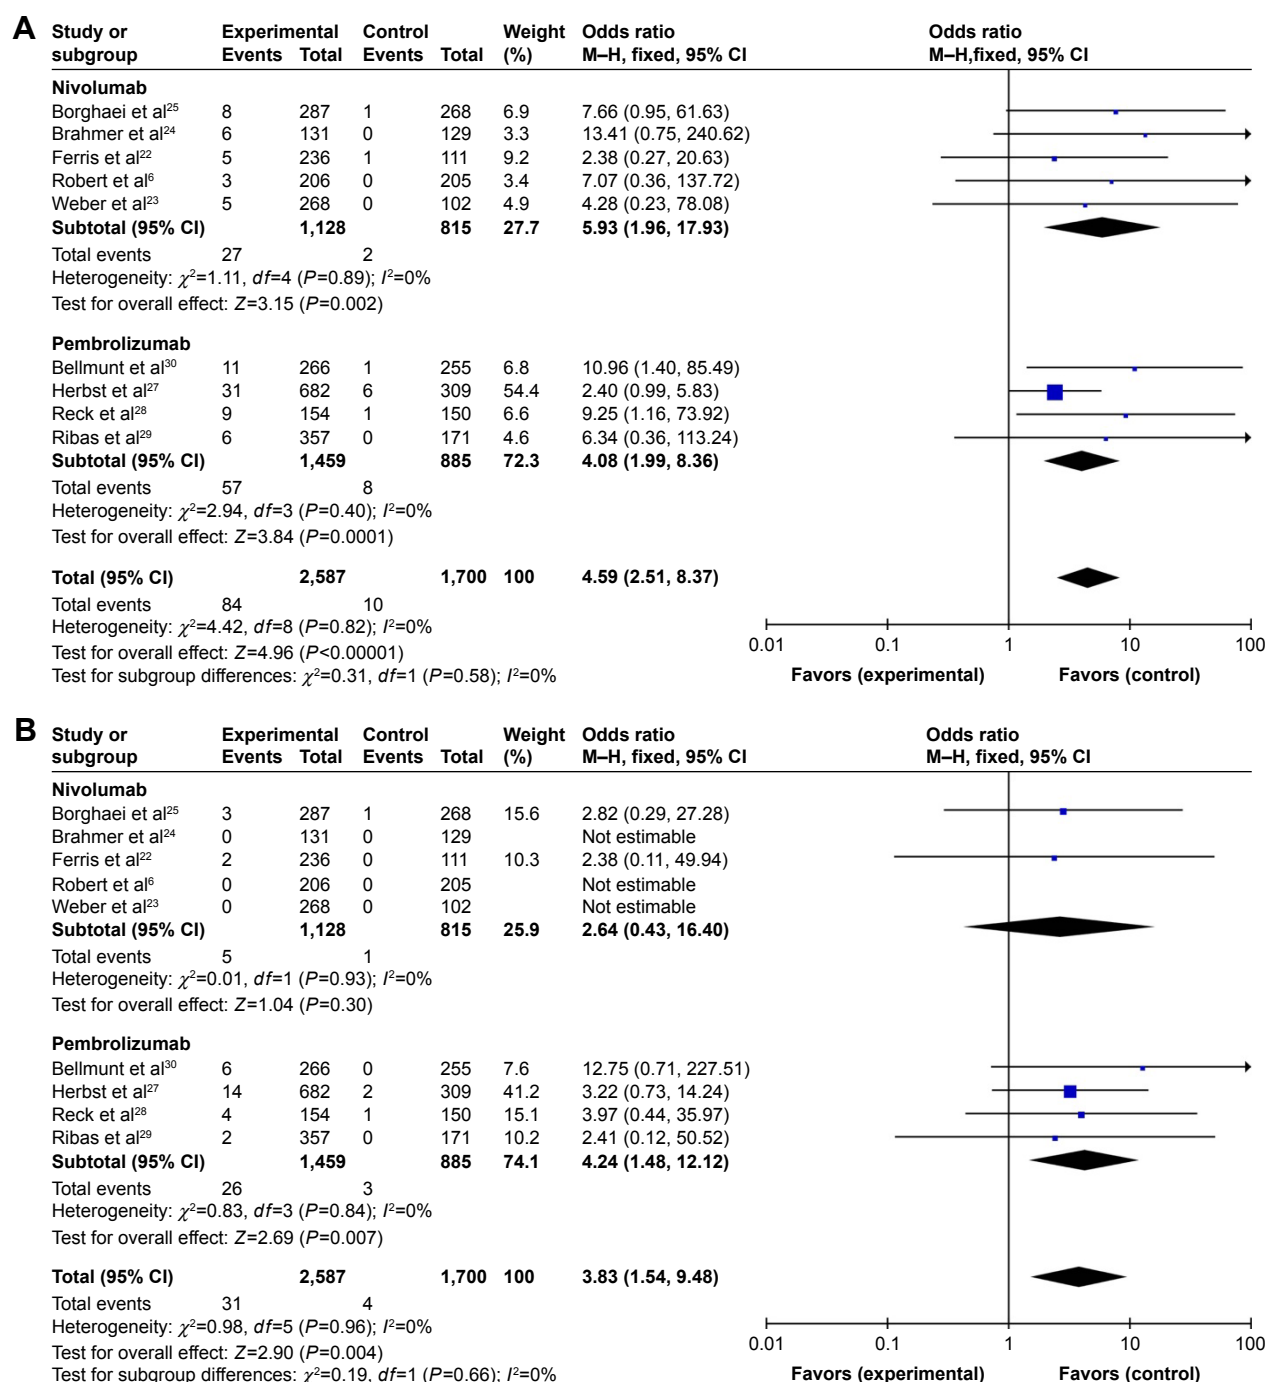 A
Study or Experimental Control Weight Odds ratio Odds ratio
subgroup Events Total Events Total (%) M–H, fixed, 95% CI M–H,fixed, 95% CI
Nivolumab
Borghaei et al²⁵ 8 287 1 268 6.9 7.66 (0.95, 61.63)
Brahmer et al²⁴ 6 131 0 129 3.3 13.41 (0.75, 240.62)
Ferris et al²² 5 236 1 111 9.2 2.38 (0.27, 20.63)
Robert et al⁶ 3 206 0 205 3.4 7.07 (0.36, 137.72)
Weber et al²³ 5 268 0 102 4.9 4.28 (0.23, 78.08)
Subtotal (95% CI) 1,128 815 27.7 5.93 (1.96, 17.93)
Total events 27 2
Heterogeneity: χ²=1.11, df=4 (P=0.89); I²=0%
Test for overall effect: Z=3.15 (P=0.002)
Pembrolizumab
Bellmunt et al³⁰ 11 266 1 255 6.8 10.96 (1.40, 85.49)
Herbst et al²⁷ 31 682 6 309 54.4 2.40 (0.99, 5.83)
Reck et al²⁸ 9 154 1 150 6.6 9.25 (1.16, 73.92)
Ribas et al²⁹ 6 357 0 171 4.6 6.34 (0.36, 113.24)
Subtotal (95% CI) 1,459 885 72.3 4.08 (1.99, 8.36)
Total events 57 8
Heterogeneity: χ²=2.94, df=3 (P=0.40); I²=0%
Test for overall effect: Z=3.84 (P=0.0001)
Total (95% CI) 2,587 1,700 100 4.59 (2.51, 8.37)
Total events 84 10
Heterogeneity: χ²=4.42, df=8 (P=0.82); I²=0%
Test for overall effect: Z=4.96 (P<0.00001)
Test for subgroup differences: χ²=0.31, df=1 (P=0.58); I²=0%
0.01 0.1 1 10 100
Favors (experimental) Favors (control)
B
Study or Experimental Control Weight Odds ratio Odds ratio
subgroup Events Total Events Total (%) M–H, fixed, 95% CI M–H, fixed, 95% CI
Nivolumab
Borghaei et al²⁵ 3 287 1 268 15.6 2.82 (0.29, 27.28)
Brahmer et al²⁴ 0 131 0 129 Not estimable
Ferris et al²² 2 236 0 111 10.3 2.38 (0.11, 49.94)
Robert et al⁶ 0 206 0 205 Not estimable
Weber et al²³ 0 268 0 102 Not estimable
Subtotal (95% CI) 1,128 815 25.9 2.64 (0.43, 16.40)
Total events 5 1
Heterogeneity: χ²=0.01, df=1 (P=0.93); I²=0%
Test for overall effect: Z=1.04 (P=0.30)
Pembrolizumab
Bellmunt et al³⁰ 6 266 0 255 7.6 12.75 (0.71, 227.51)
Herbst et al²⁷ 14 682 2 309 41.2 3.22 (0.73, 14.24)
Reck et al²⁸ 4 154 1 150 15.1 3.97 (0.44, 35.97)
Ribas et al²⁹ 2 357 0 171 10.2 2.41 (0.12, 50.52)
Subtotal (95% CI) 1,459 885 74.1 4.24 (1.48, 12.12)
Total events 26 3
Heterogeneity: χ²=0.83, df=3 (P=0.84); I²=0%
Test for overall effect: Z=2.69 (P=0.007)
Total (95% CI) 2,587 1,700 100 3.83 (1.54, 9.48)
Total events 31 4
Heterogeneity: χ²=0.98, df=5 (P=0.96); I²=0%
Test for overall effect: Z=2.90 (P=0.004)
Test for subgroup differences: χ²=0.19, df=1 (P=0.66); I²=0%
0.01 0.1 1 10 100
Favors (experimental) Favors (control)